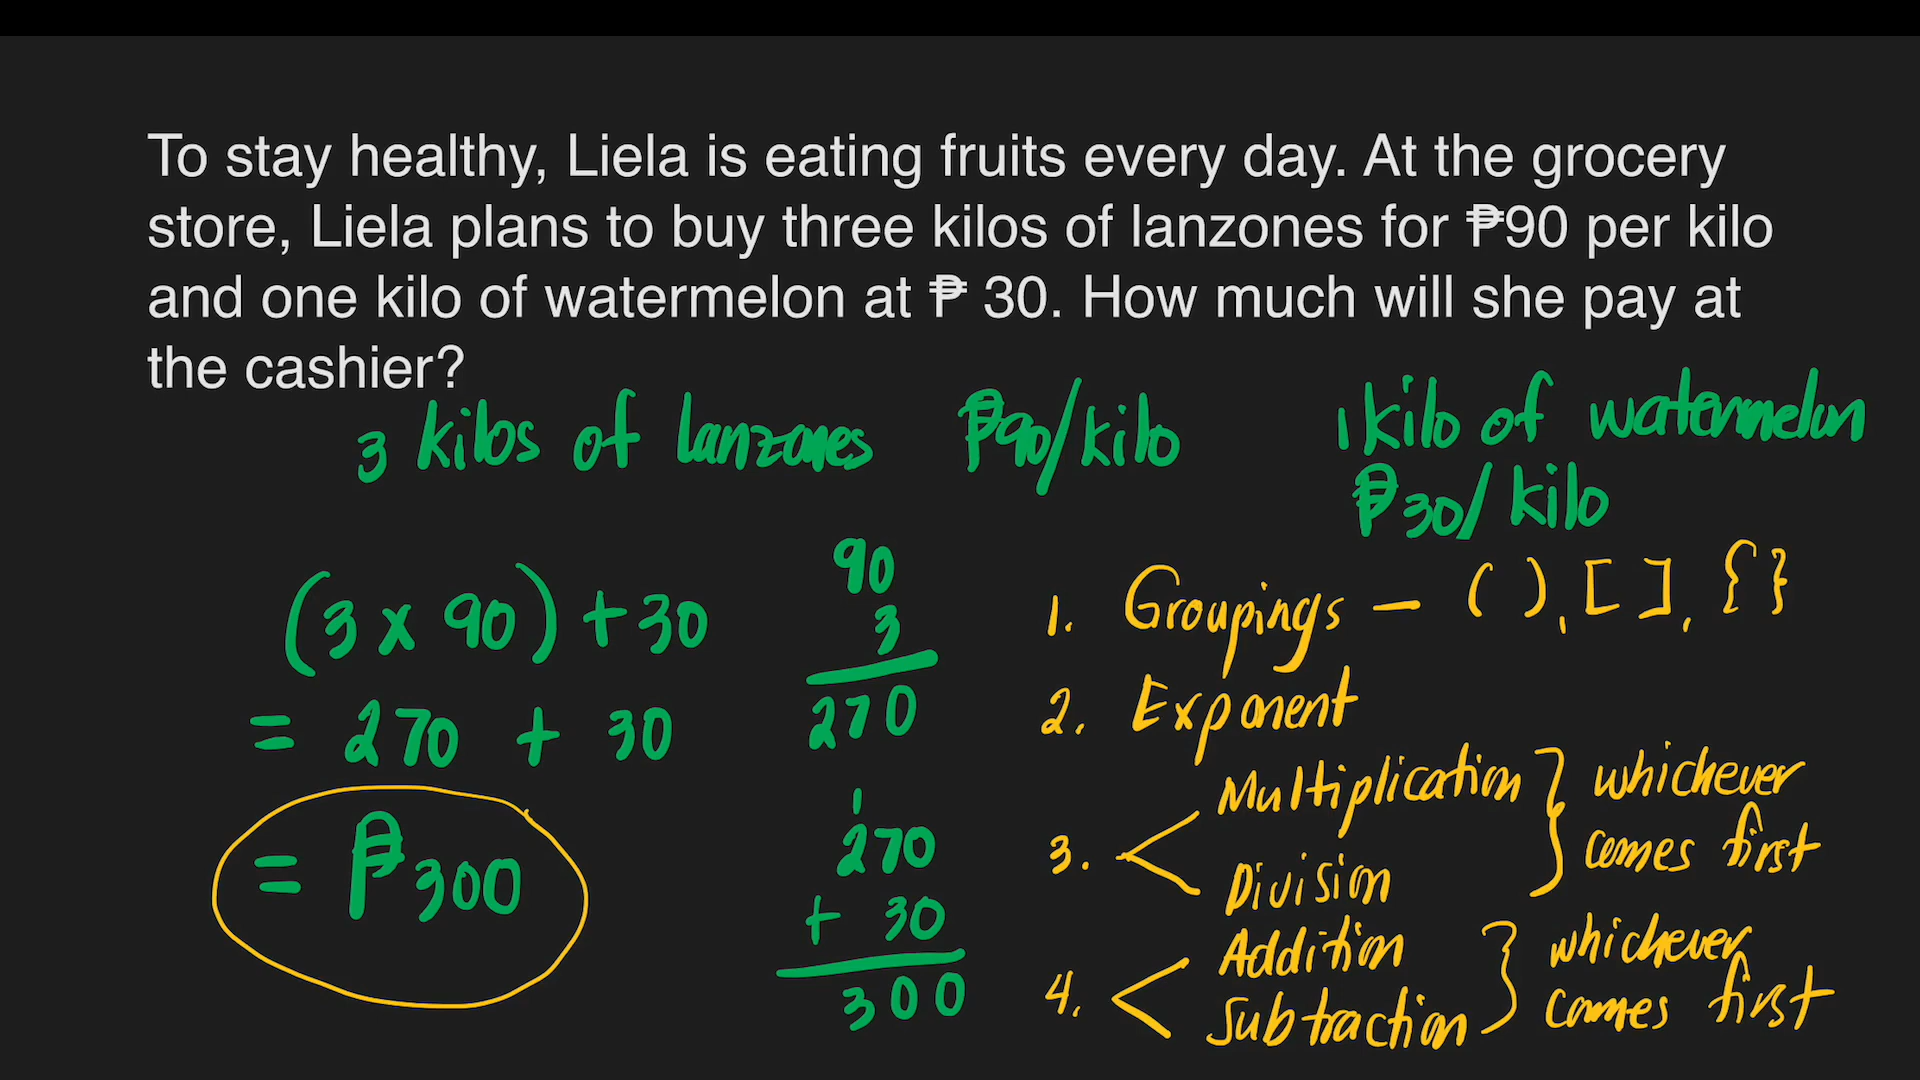 To stay healthy, Liela is eating fruits every day. At the grocery
store, Liela plans to buy three kilos of lanzones for ₱90 per kilo
and one kilo of watermelon at ₱ 30. How much will she pay at
the cashier?
3 kilos of lanzones ₱90/kilo
1 kilo of watermelon
₱30/kilo
(3 x 90) + 30
= 270 + 30
= ₱300
90
3
270
1
270
+ 30
300
1. Groupings - ( ), [ ], { }
2. Exponent
3. < Multiplication } whichever
Division comes first
4. < Addition } whichever
Subtraction comes first